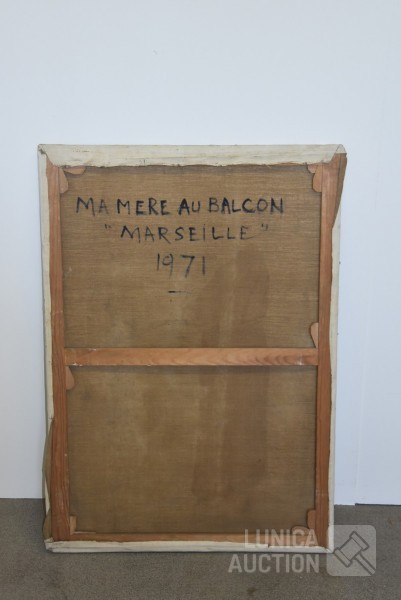 MA MERE AU BALCON
"MARSEILLE"
1971
LUNICA
AUCTION